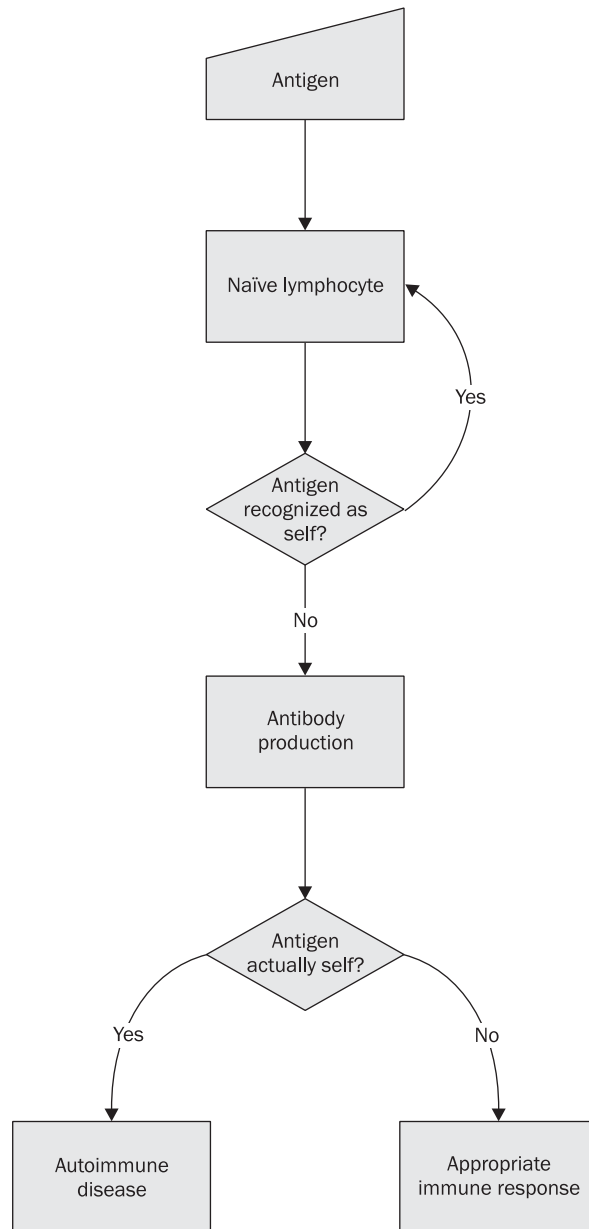 Antigen
Naïve lymphocyte
Yes
Antigen
recognized as
self?
No
Antibody
production
Antigen
actually self?
Yes
No
Autoimmune
disease
Appropriate
immune response